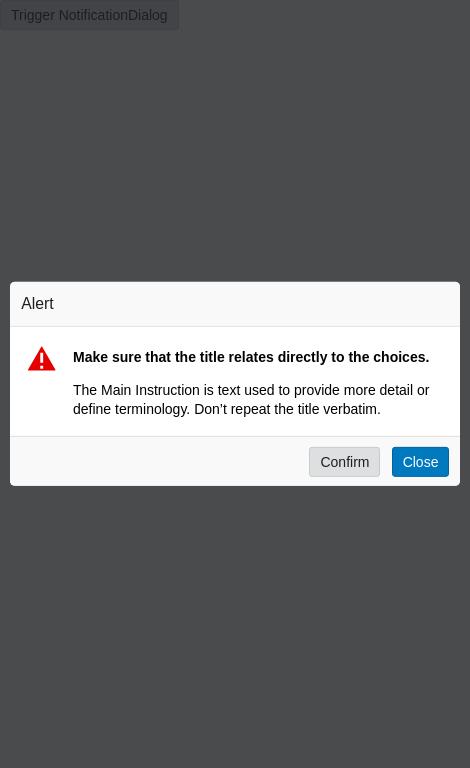 Trigger NotificationDialog
Alert
Make sure that the title relates directly to the choices.
The Main Instruction is text used to provide more detail or
define terminology. Don’t repeat the title verbatim.
Confirm Close